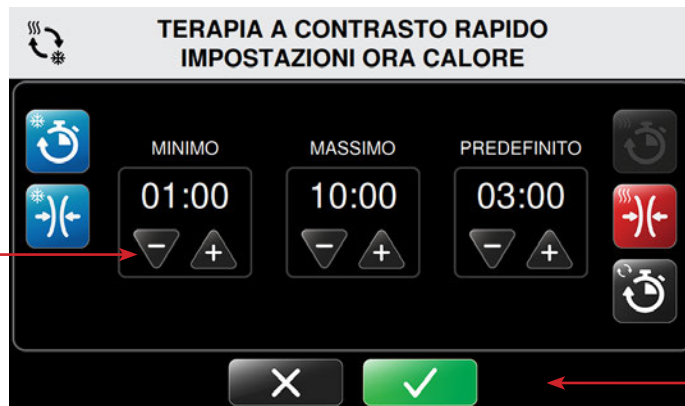 TERAPIA A CONTRASTO RAPIDO
IMPOSTAZIONI ORA CALORE
MINIMO MASSIMO PREDEFINITO
01:00 10:00 03:00